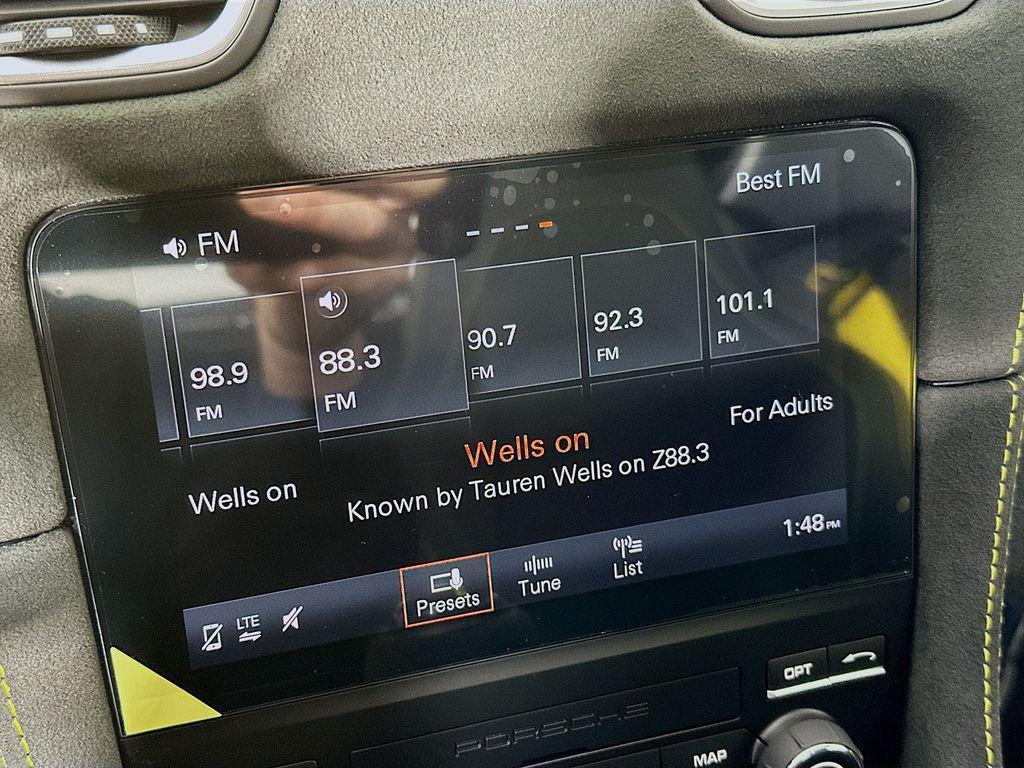 Best FM
FM
98.9
FM
88.3
FM
90.7
FM
92.3
FM
101.1
FM
For Adults
Wells on
Wells on
Known by Tauren Wells on Z88.3
1:48PM
LTE
Presets
Tune
List
OPT
PORSCHE
MAP